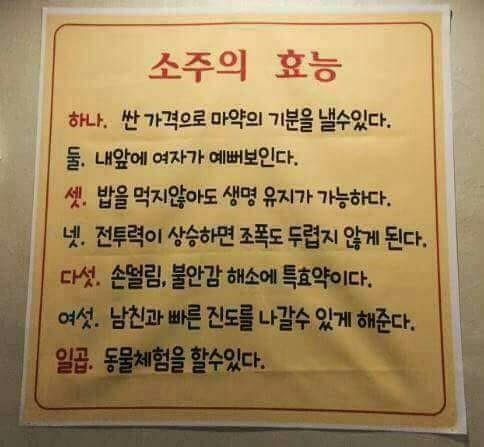 소주의 효능
하나. 싼 가격으로 마약의 기분을 낼수있다.
둘. 내앞에 여자가 예뻐보인다.
셋. 밥을 먹지않아도 생명 유지가 가능하다.
넷. 전투력이 상승하면 조폭도 두렵지 않게 된다.
다섯. 손떨림, 불안감 해소에 특효약이다.
여섯. 남친과 빠른 진도를 나갈수 있게 해준다.
일곱. 동물체험을 할수있다.